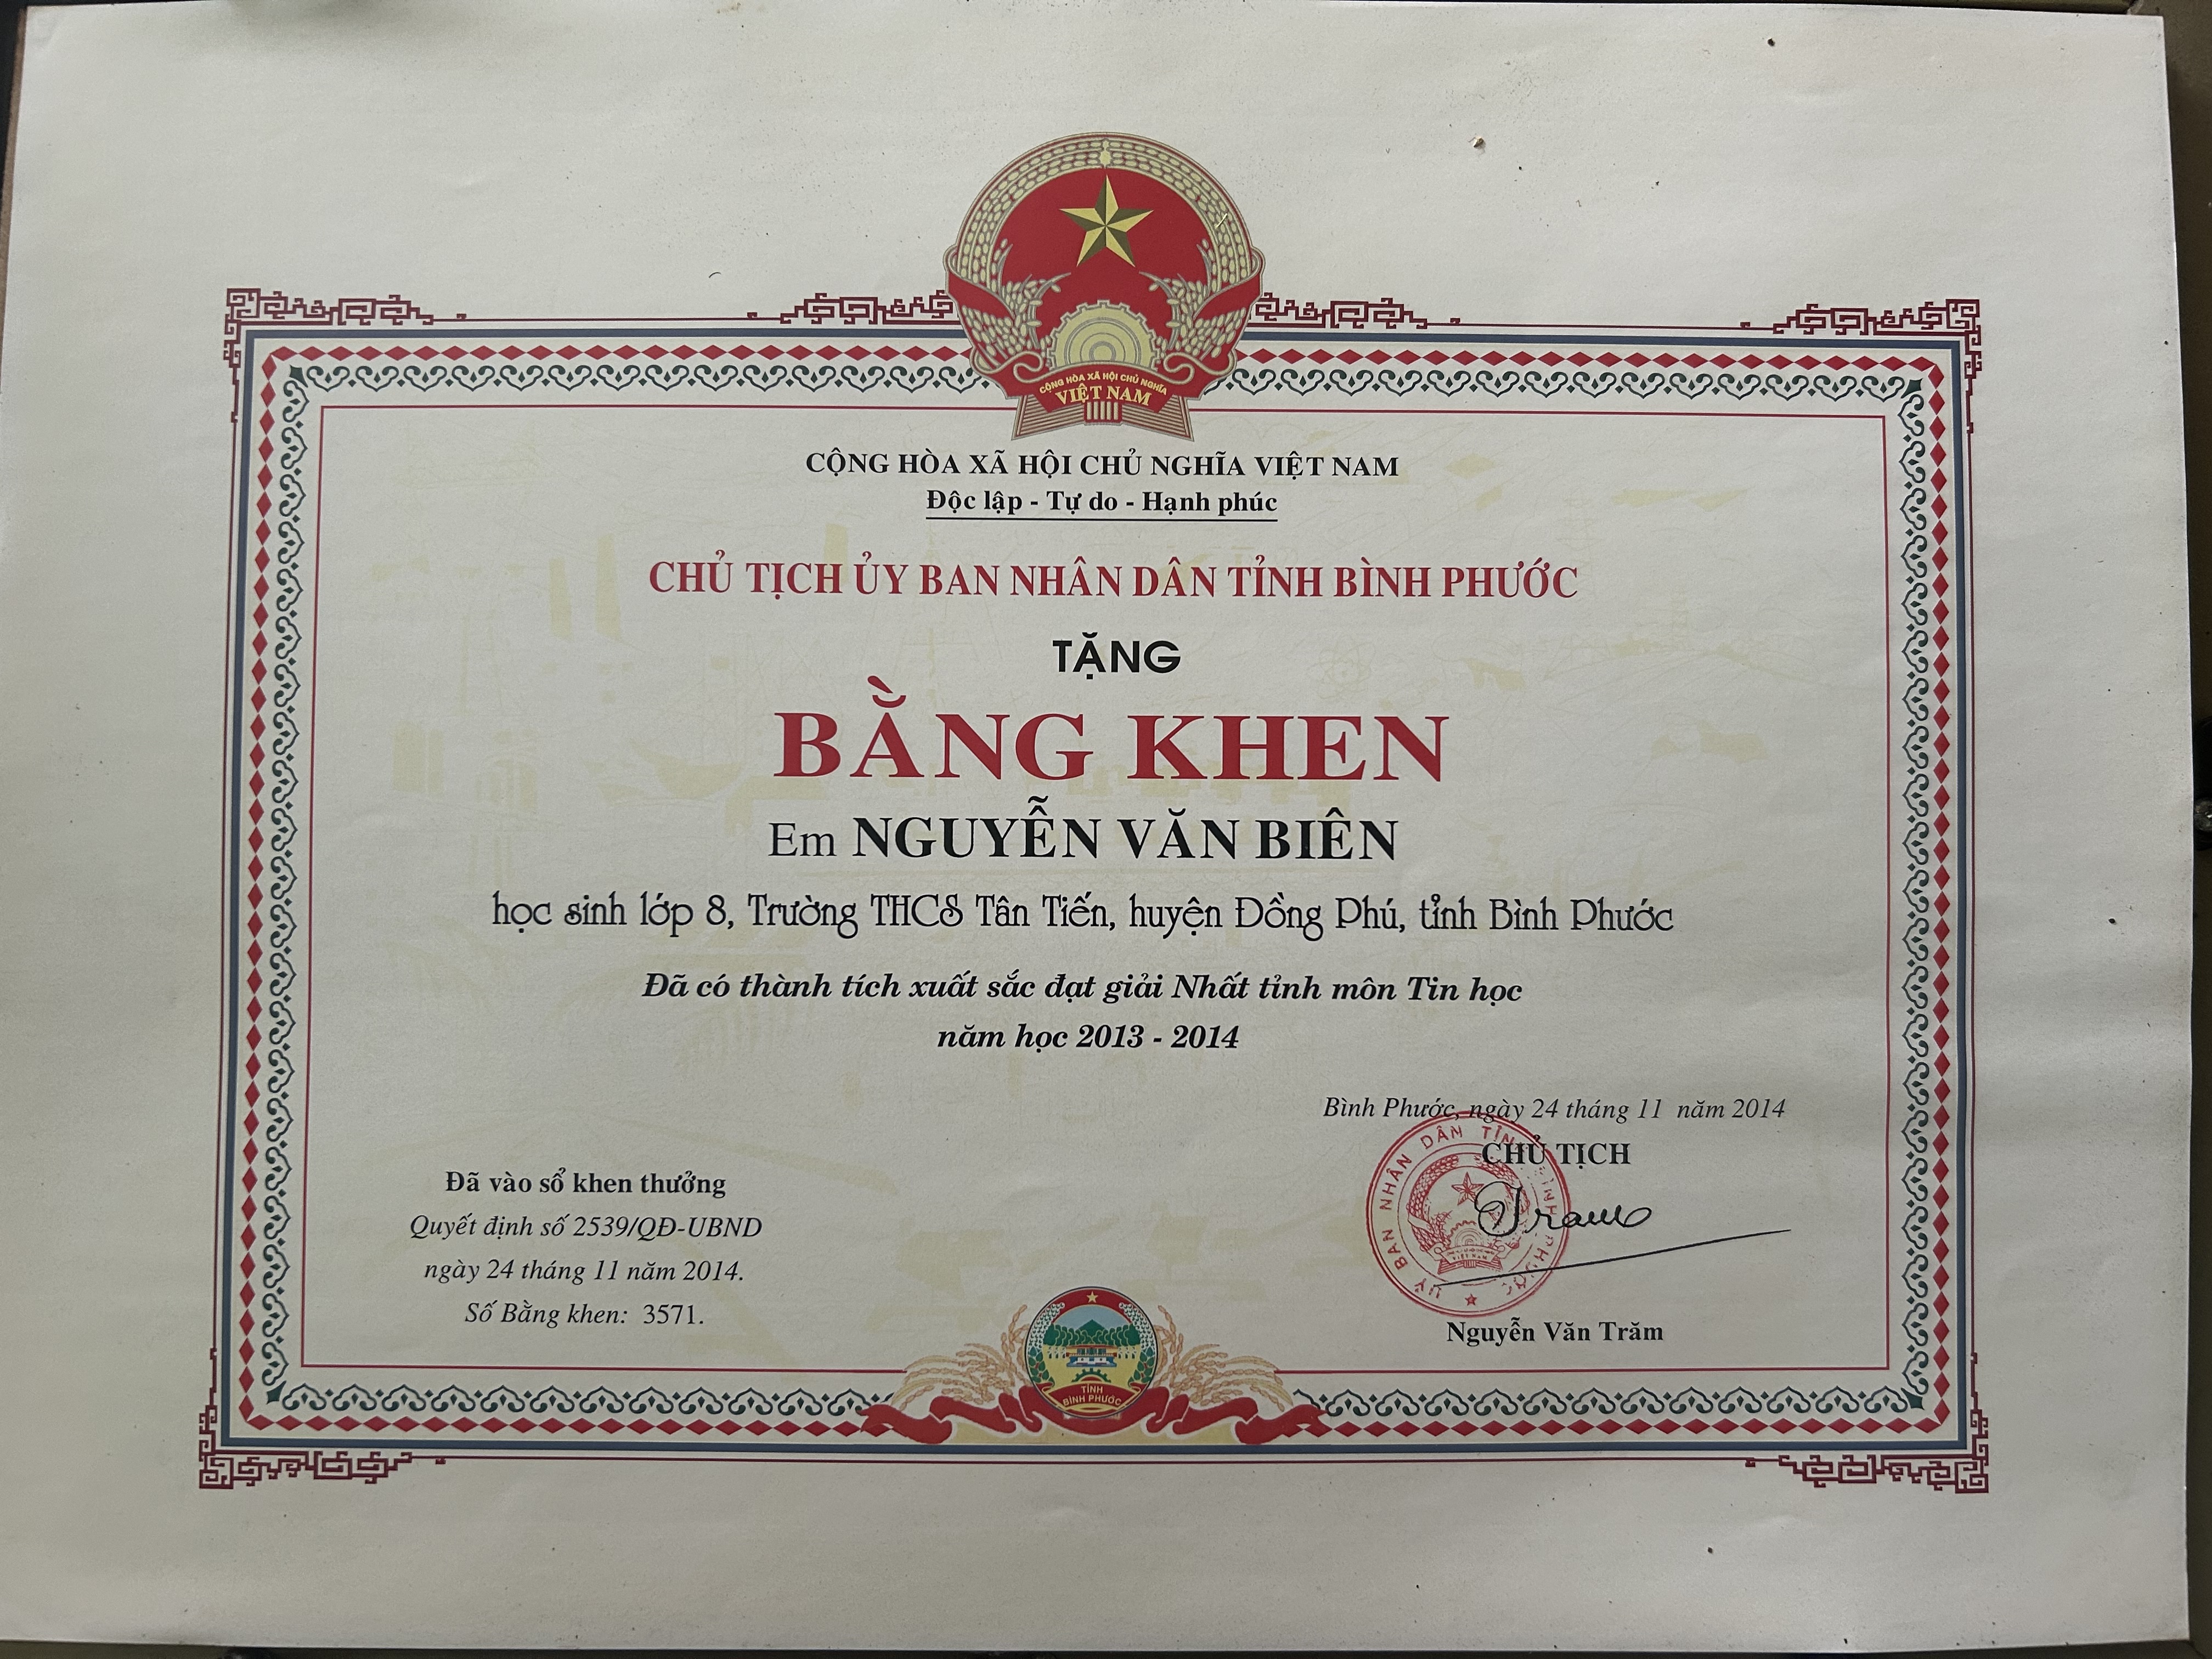 CỘNG HÒA XÃ HỘI CHỦ NGHĨA
VIỆT NAM
CỘNG HÒA XÃ HỘI CHỦ NGHĨA VIỆT NAM
Độc lập - Tự do - Hạnh phúc
CHỦ TỊCH ỦY BAN NHÂN DÂN TỈNH BÌNH PHƯỚC
TẶNG
BẰNG KHEN
Em NGUYỄN VĂN BIÊN
học sinh lớp 8, Trường THCS Tân Tiến, huyện Đồng Phú, tỉnh Bình Phước
Đã có thành tích xuất sắc đạt giải Nhất tỉnh môn Tin học
năm học 2013 - 2014
Bình Phước, ngày 24 tháng 11 năm 2014
CHỦ TỊCH
ỦY BAN NHÂN DÂN TỈNH BÌNH PHƯỚC
VIỆT NAM
Trăm
Nguyễn Văn Trăm
Đã vào sổ khen thưởng
Quyết định số 2539/QĐ-UBND
ngày 24 tháng 11 năm 2014.
Số Bằng khen: 3571.
TỈNH
BÌNH PHƯỚC